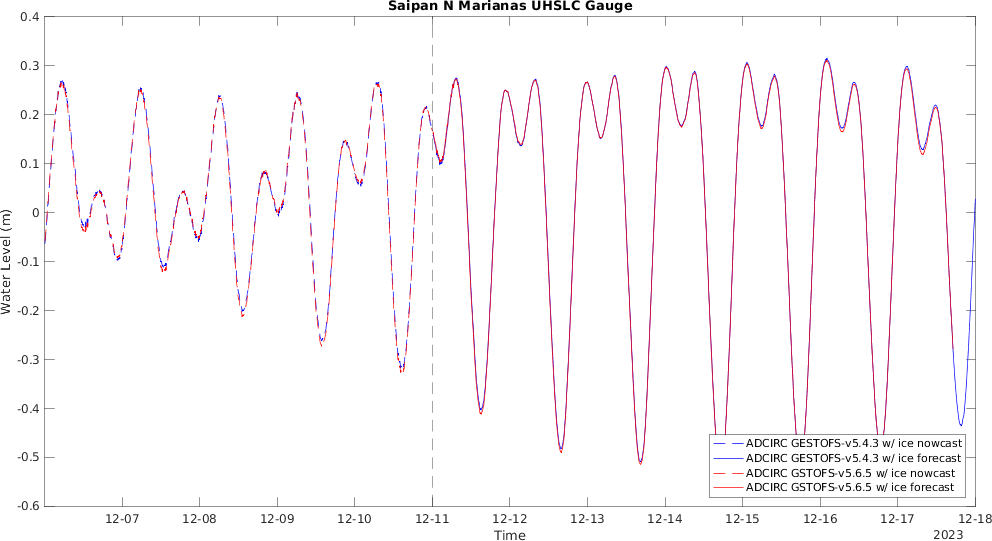 Saipan N Marianas UHSLC Gauge
0.4
0.3
0.2
0.1
0
-0.1
-0.2
-0.3
-0.4
-0.5
-0.6
Water Level (m)
ADCIRC GESTOFS-v5.4.3 w/ ice nowcast
ADCIRC GESTOFS-v5.4.3 w/ ice forecast
ADCIRC GSTOFS-v5.6.5 w/ ice nowcast
ADCIRC GSTOFS-v5.6.5 w/ ice forecast
12-07 12-08 12-09 12-10 12-11 12-12 12-13 12-14 12-15 12-16 12-17 12-18
Time
2023